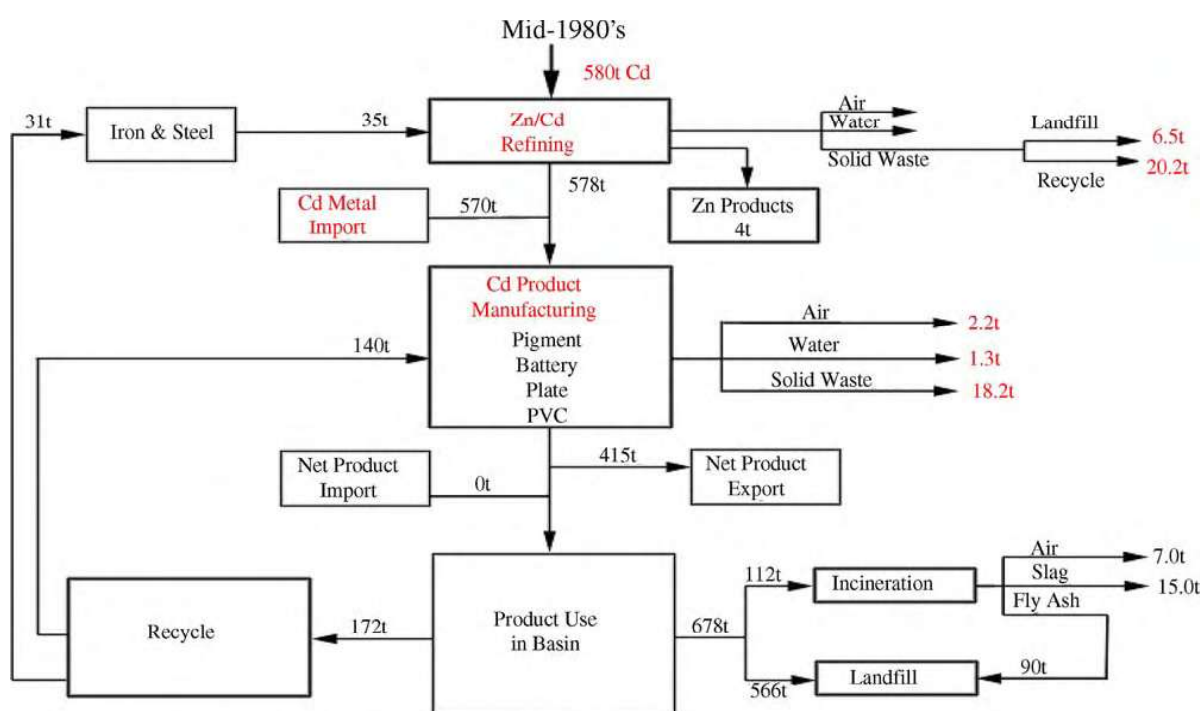 Mid-1980's
580t Cd
31t
Iron & Steel
35t
Zn/Cd
Refining
Air
Water
Solid Waste
Landfill
6.5t
20.2t
Recycle
578t
Cd Metal
Import
570t
Zn Products
4t
Cd Product
Manufacturing
Pigment
Battery
Plate
PVC
140t
Air
2.2t
Water
1.3t
Solid Waste
18.2t
Net Product
Import
0t
415t
Net Product
Export
Recycle
172t
Product Use
in Basin
678t
112t
Incineration
Air
7.0t
Slag
15.0t
Fly Ash
566t
Landfill
90t